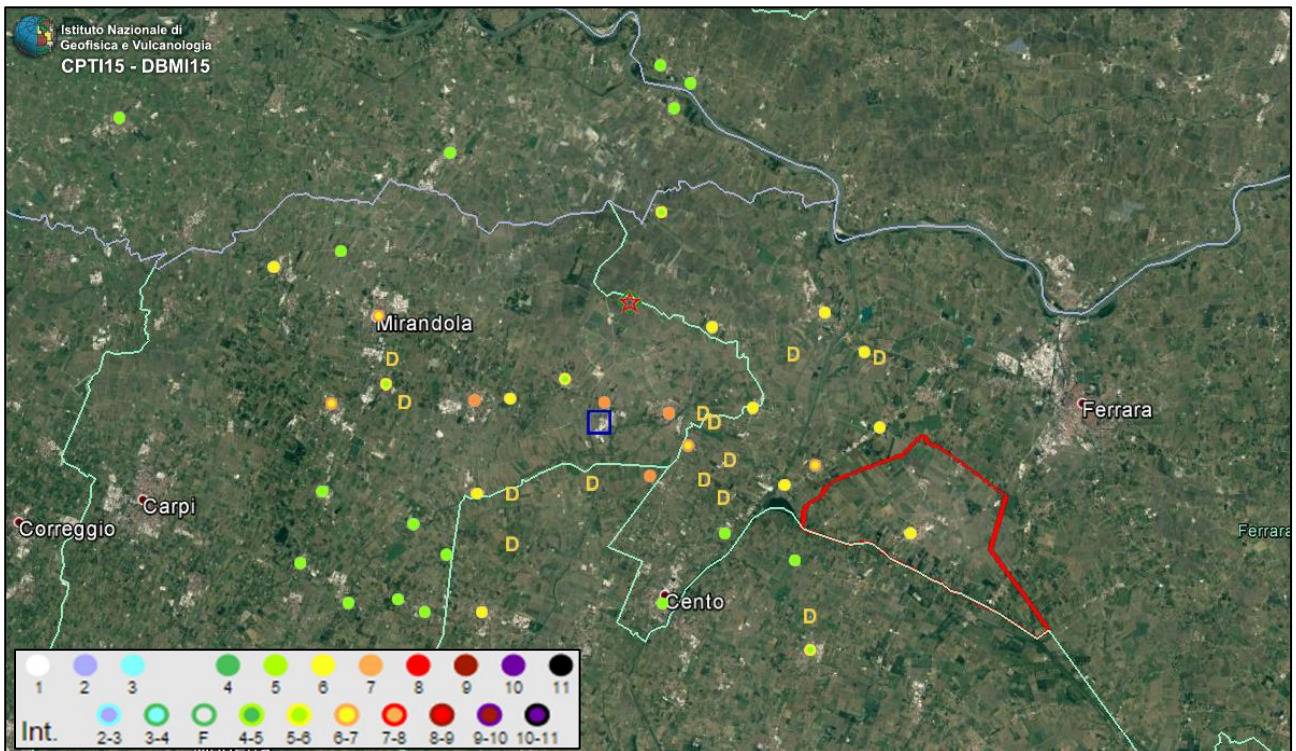 Istituto Nazionale di
Geofisica e Vulcanologia
CPTI15 - DBMI15
Mirandola
D
D
D
D
Ferrara
D
D
D
Carpi
D
D
D
D
Correggio
D
Ferrara
Cento
D
1 2 3 4 5 6 7 8 9 10 11
Int. 2-3 3-4 F 4-5 5-6 6-7 7-8 8-9 9-10 10-11